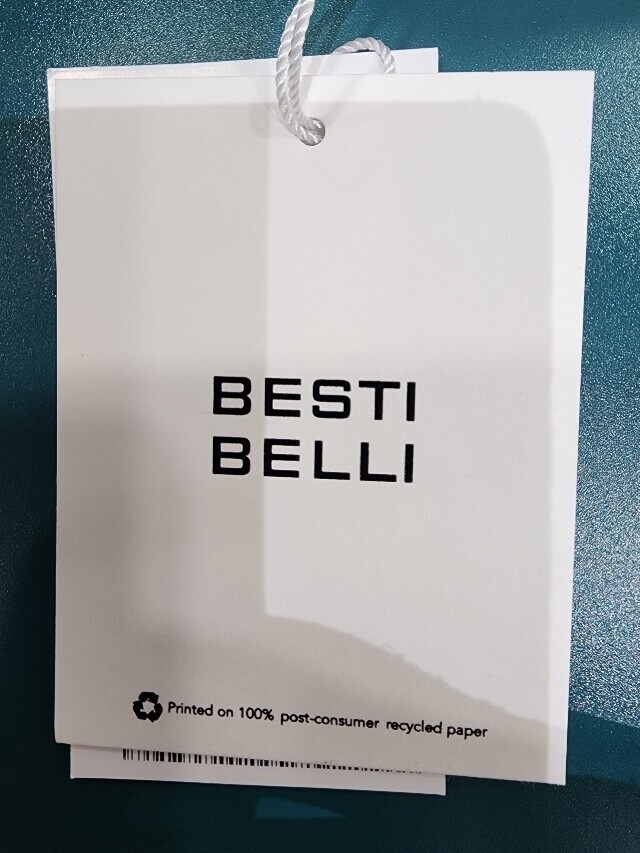 BESTI
BELLI
Printed on 100% post-consumer recycled paper